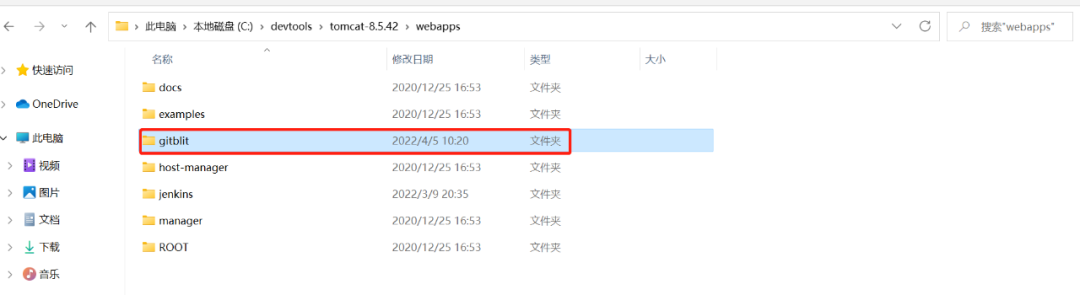 此电脑 › 本地磁盘 (C:) › devtools › tomcat-8.5.42 › webapps
搜索"webapps"
名称 修改日期 类型 大小
快速访问
OneDrive
此电脑
视频
图片
文档
下载
音乐
docs 2020/12/25 16:53 文件夹
examples 2020/12/25 16:53 文件夹
gitblit 2022/4/5 10:20 文件夹
host-manager 2020/12/25 16:53 文件夹
jenkins 2022/3/9 20:35 文件夹
manager 2020/12/25 16:53 文件夹
ROOT 2020/12/25 16:53 文件夹